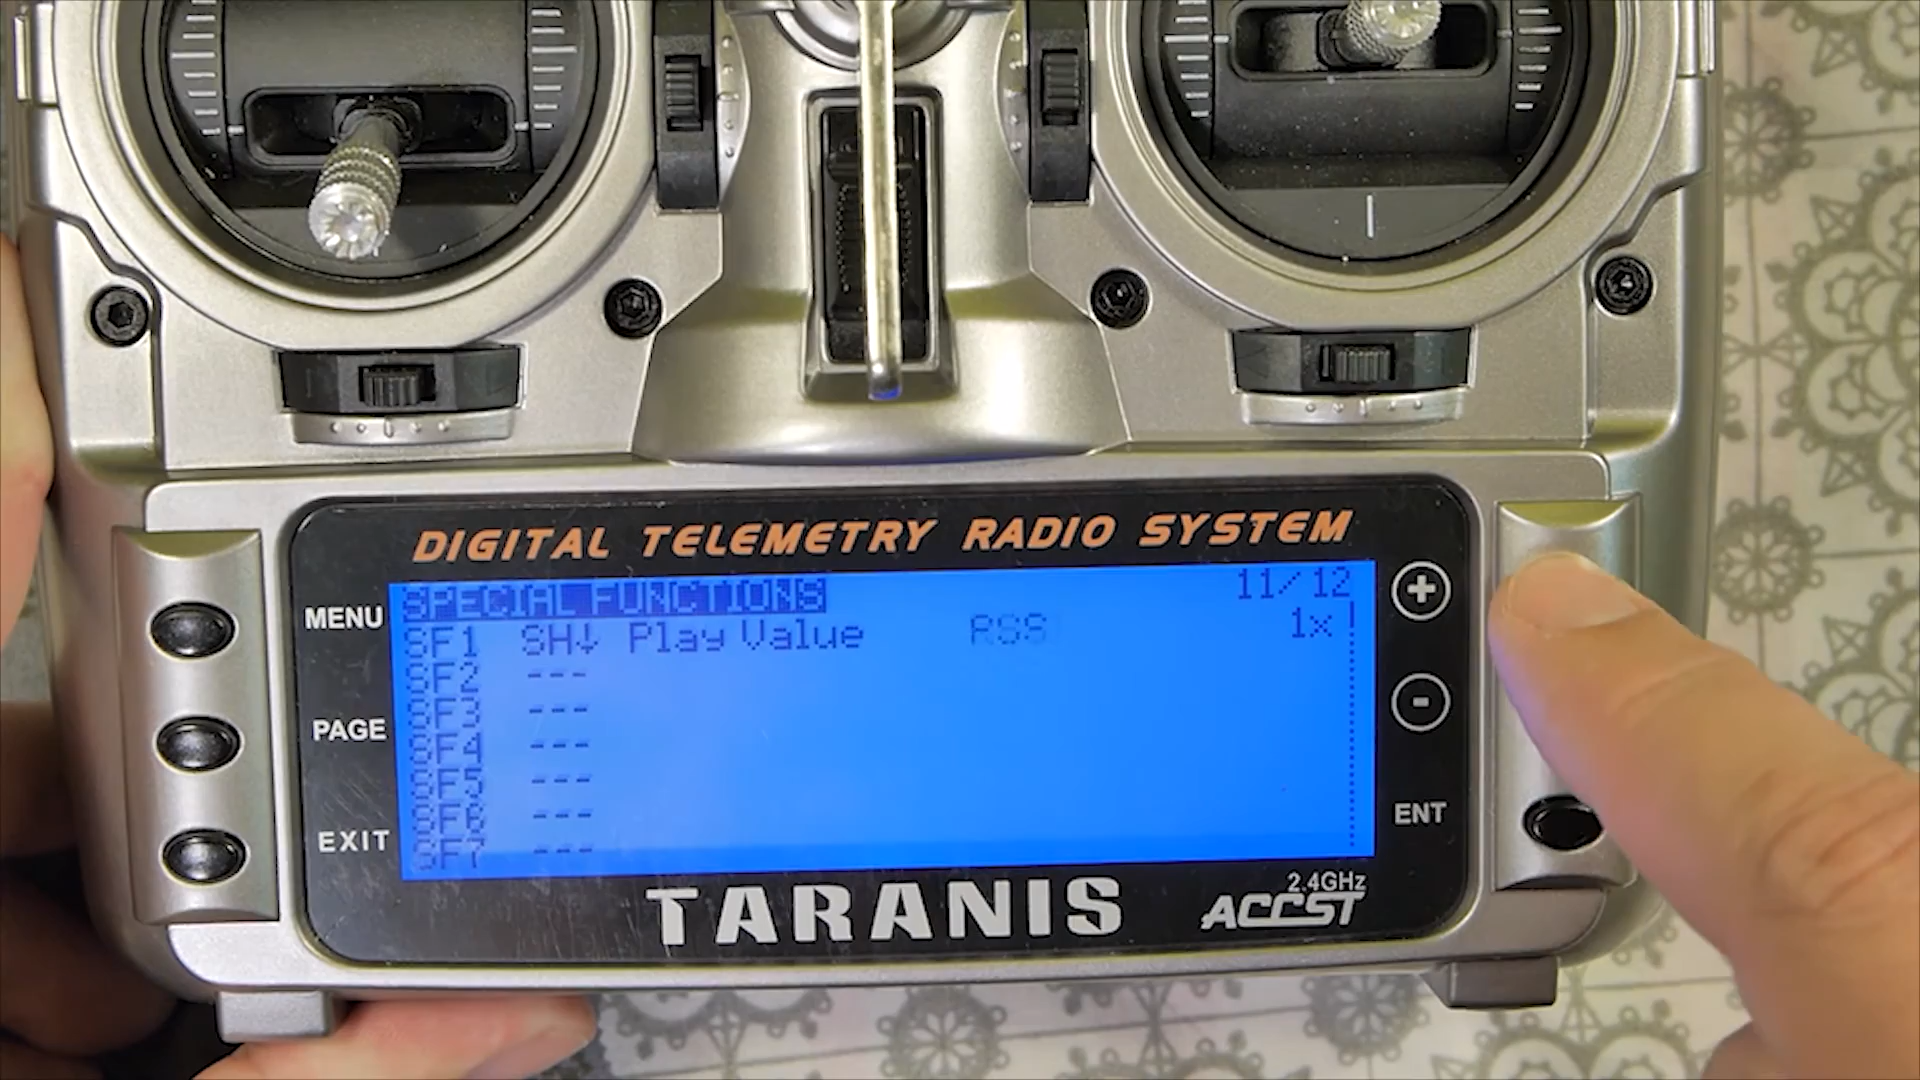 DIGITAL TELEMETRY RADIO SYSTEM
SPECIAL FUNCTIONS 11/12
SF1 SH↓ Play Value RSS 1x
SF2 ---
SF3 ---
SF4 ---
SF5 ---
SF6 ---
SF7 ---
MENU
PAGE
EXIT
+
-
ENT
TARANIS
2.4GHz
ACCST